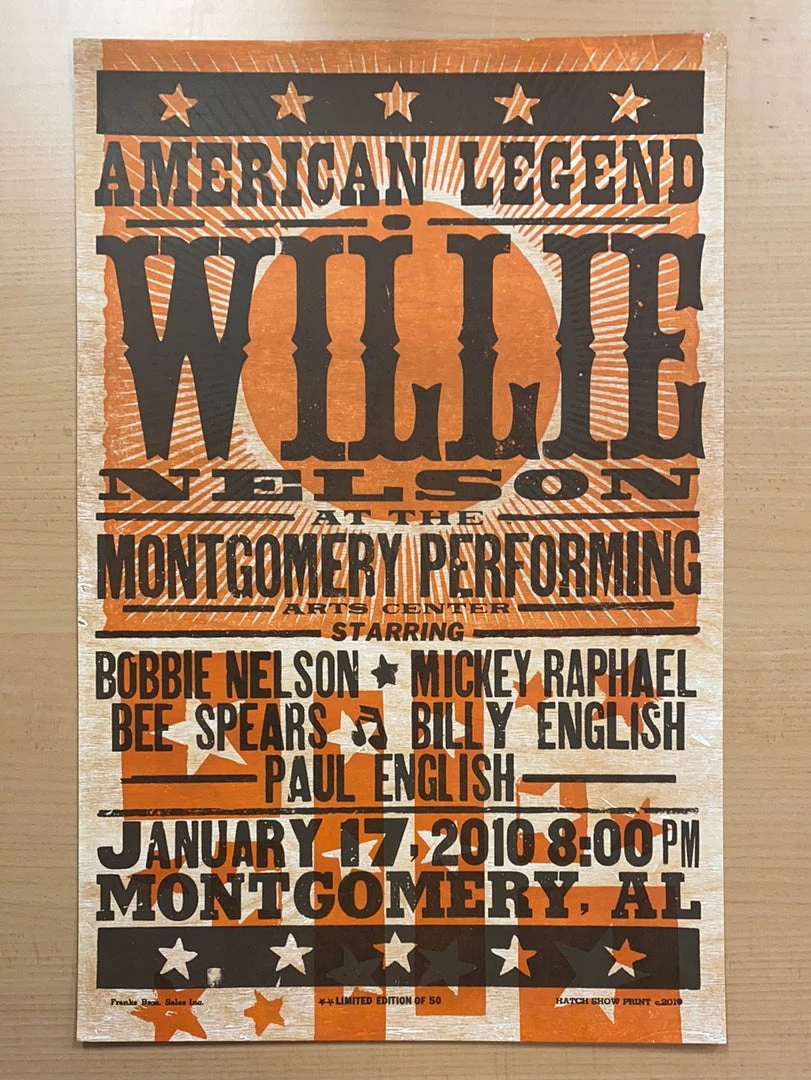 AMERICAN LEGEND
WILLIE
NELSON
AT THE
MONTGOMERY PERFORMING
ARTS CENTER
STARRING
BOBBIE NELSON ★ MICKEY RAPHAEL
BEE SPEARS ♫ BILLY ENGLISH
PAUL ENGLISH
JANUARY 17, 2010 8:00 PM
MONTGOMERY, AL
Franks Bros. Sales Inc. ★★LIMITED EDITION OF 50 HATCH SHOW PRINT c.2010